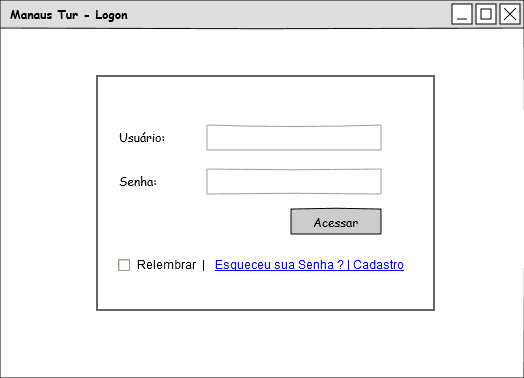 Manaus Tur - Logon
Usuário:
Senha:
Acessar
Relembrar | Esqueceu sua Senha ? | Cadastro